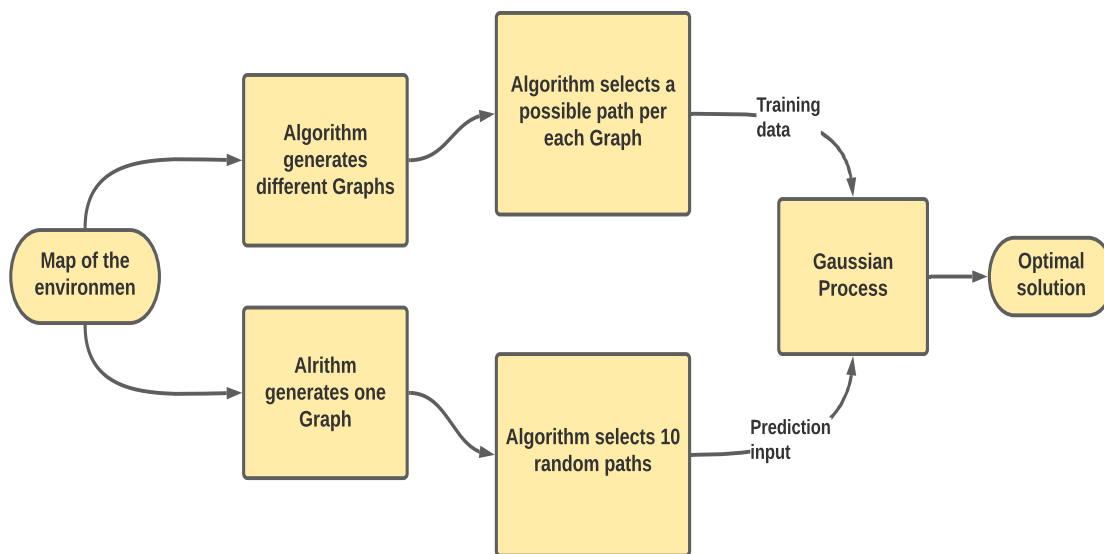 Map of the
environmen
Algorithm
generates
different Graphs
Algorithm selects a
possible path per
each Graph
Training
data
Alrithm
generates one
Graph
Algorithm selects 10
random paths
Prediction
input
Gaussian
Process
Optimal
solution